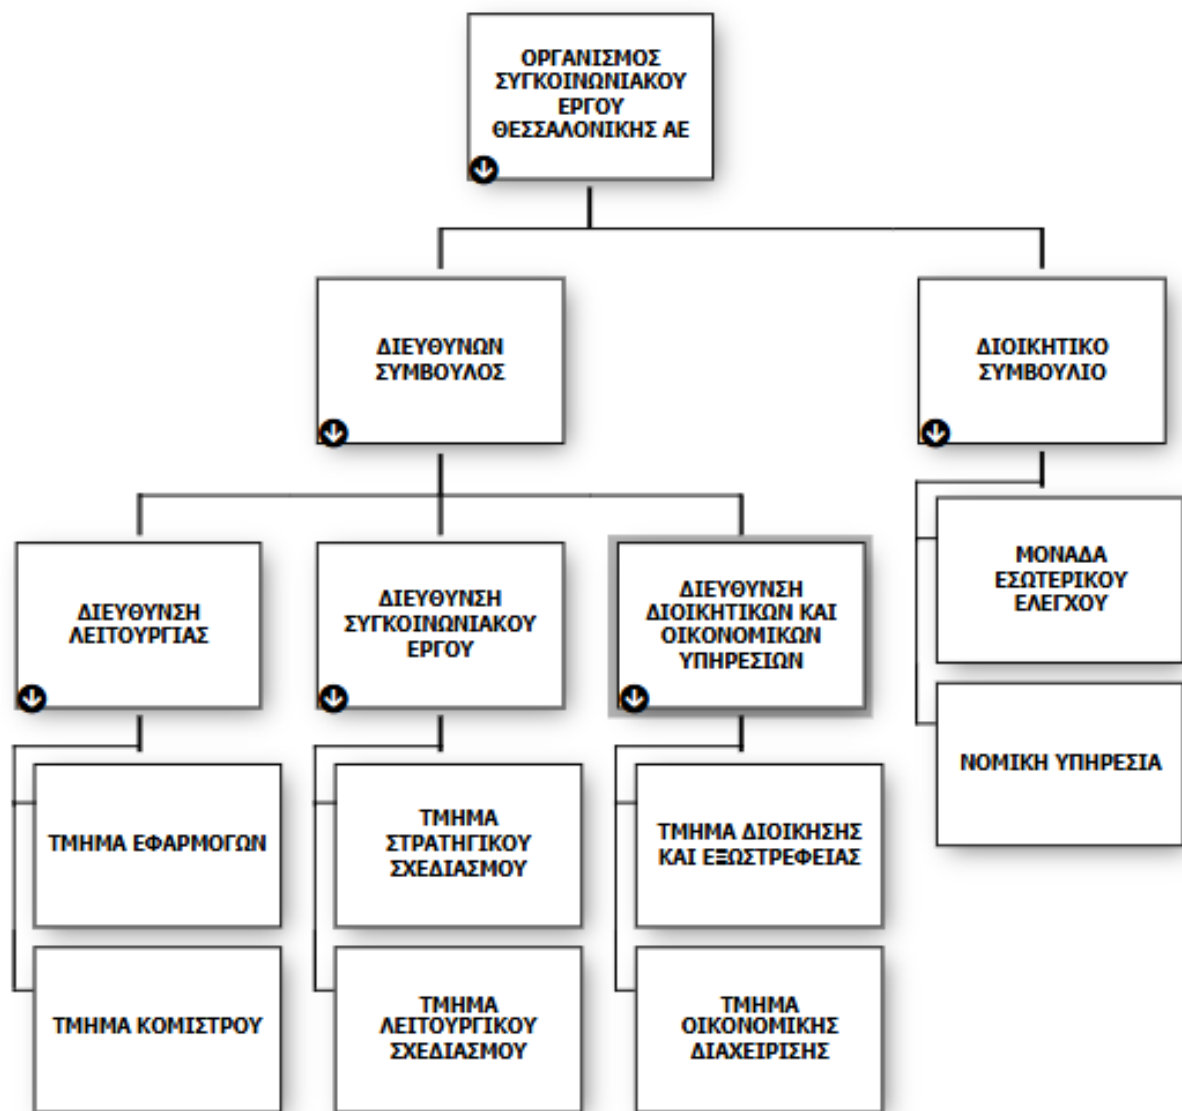 ΟΡΓΑΝΙΣΜΟΣ
ΣΥΓΚΟΙΝΩΝΙΑΚΟΥ
ΕΡΓΟΥ
ΘΕΣΣΑΛΟΝΙΚΗΣ ΑΕ
ΔΙΕΥΘΥΝΩΝ
ΣΥΜΒΟΥΛΟΣ
ΔΙΟΙΚΗΤΙΚΟ
ΣΥΜΒΟΥΛΙΟ
ΔΙΕΥΘΥΝΣΗ
ΛΕΙΤΟΥΡΓΙΑΣ
ΔΙΕΥΘΥΝΣΗ
ΣΥΓΚΟΙΝΩΝΙΑΚΟΥ
ΕΡΓΟΥ
ΔΙΕΥΘΥΝΣΗ
ΔΙΟΙΚΗΤΙΚΩΝ ΚΑΙ
ΟΙΚΟΝΟΜΙΚΩΝ
ΥΠΗΡΕΣΙΩΝ
ΜΟΝΑΔΑ
ΕΣΩΤΕΡΙΚΟΥ
ΕΛΕΓΧΟΥ
ΝΟΜΙΚΗ ΥΠΗΡΕΣΙΑ
ΤΜΗΜΑ ΕΦΑΡΜΟΓΩΝ
ΤΜΗΜΑ
ΣΤΡΑΤΗΓΙΚΟΥ
ΣΧΕΔΙΑΣΜΟΥ
ΤΜΗΜΑ ΔΙΟΙΚΗΣΗΣ
ΚΑΙ ΕΞΩΣΤΡΕΦΕΙΑΣ
ΤΜΗΜΑ ΚΟΜΙΣΤΡΟΥ
ΤΜΗΜΑ
ΛΕΙΤΟΥΡΓΙΚΟΥ
ΣΧΕΔΙΑΣΜΟΥ
ΤΜΗΜΑ
ΟΙΚΟΝΟΜΙΚΗΣ
ΔΙΑΧΕΙΡΙΣΗΣ